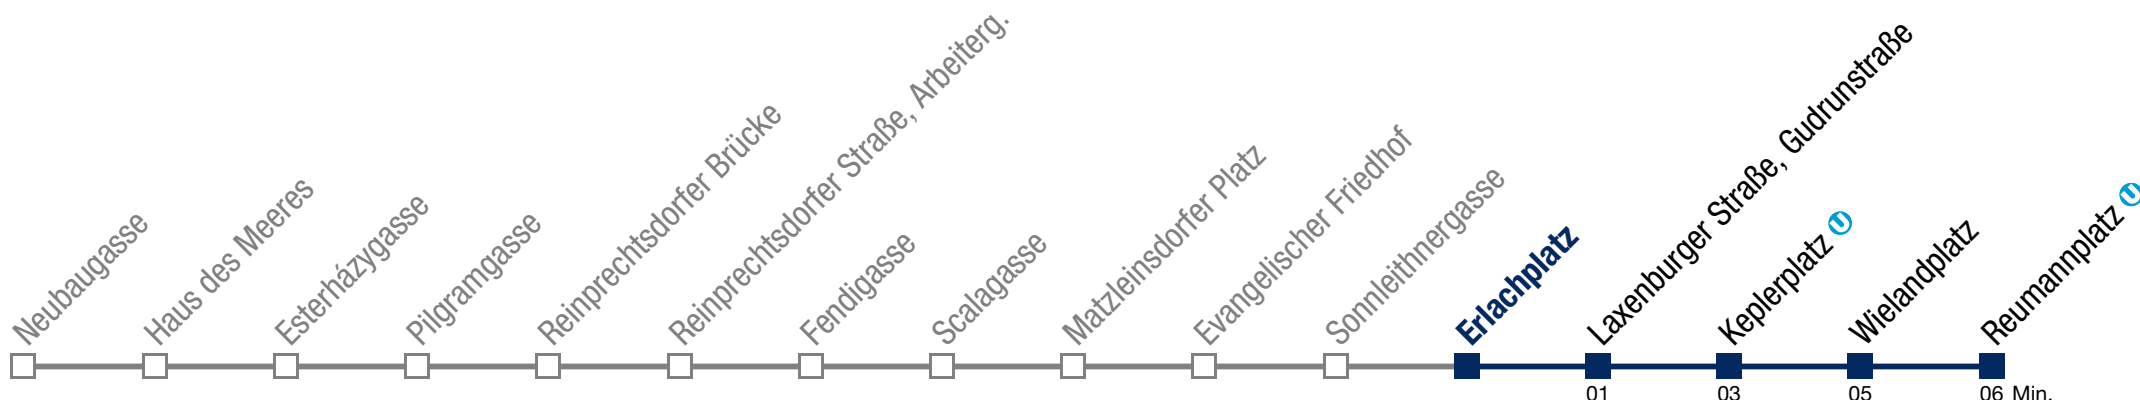 Neubaugasse
Haus des Meeres
Esterházygasse
Pilgramgasse
Reinprechtsdorfer Brücke
Reinprechtsdorfer Straße, Arbeiterg.
Fendigasse
Scalagasse
Matzleinsdorfer Platz
Evangelischer Friedhof
Sonnleithnergasse
Erlachplatz
Laxenburger Straße, Gudrunstraße
Keplerplatz U
Wielandplatz
Reumannplatz U
01 03 05 06 Min.